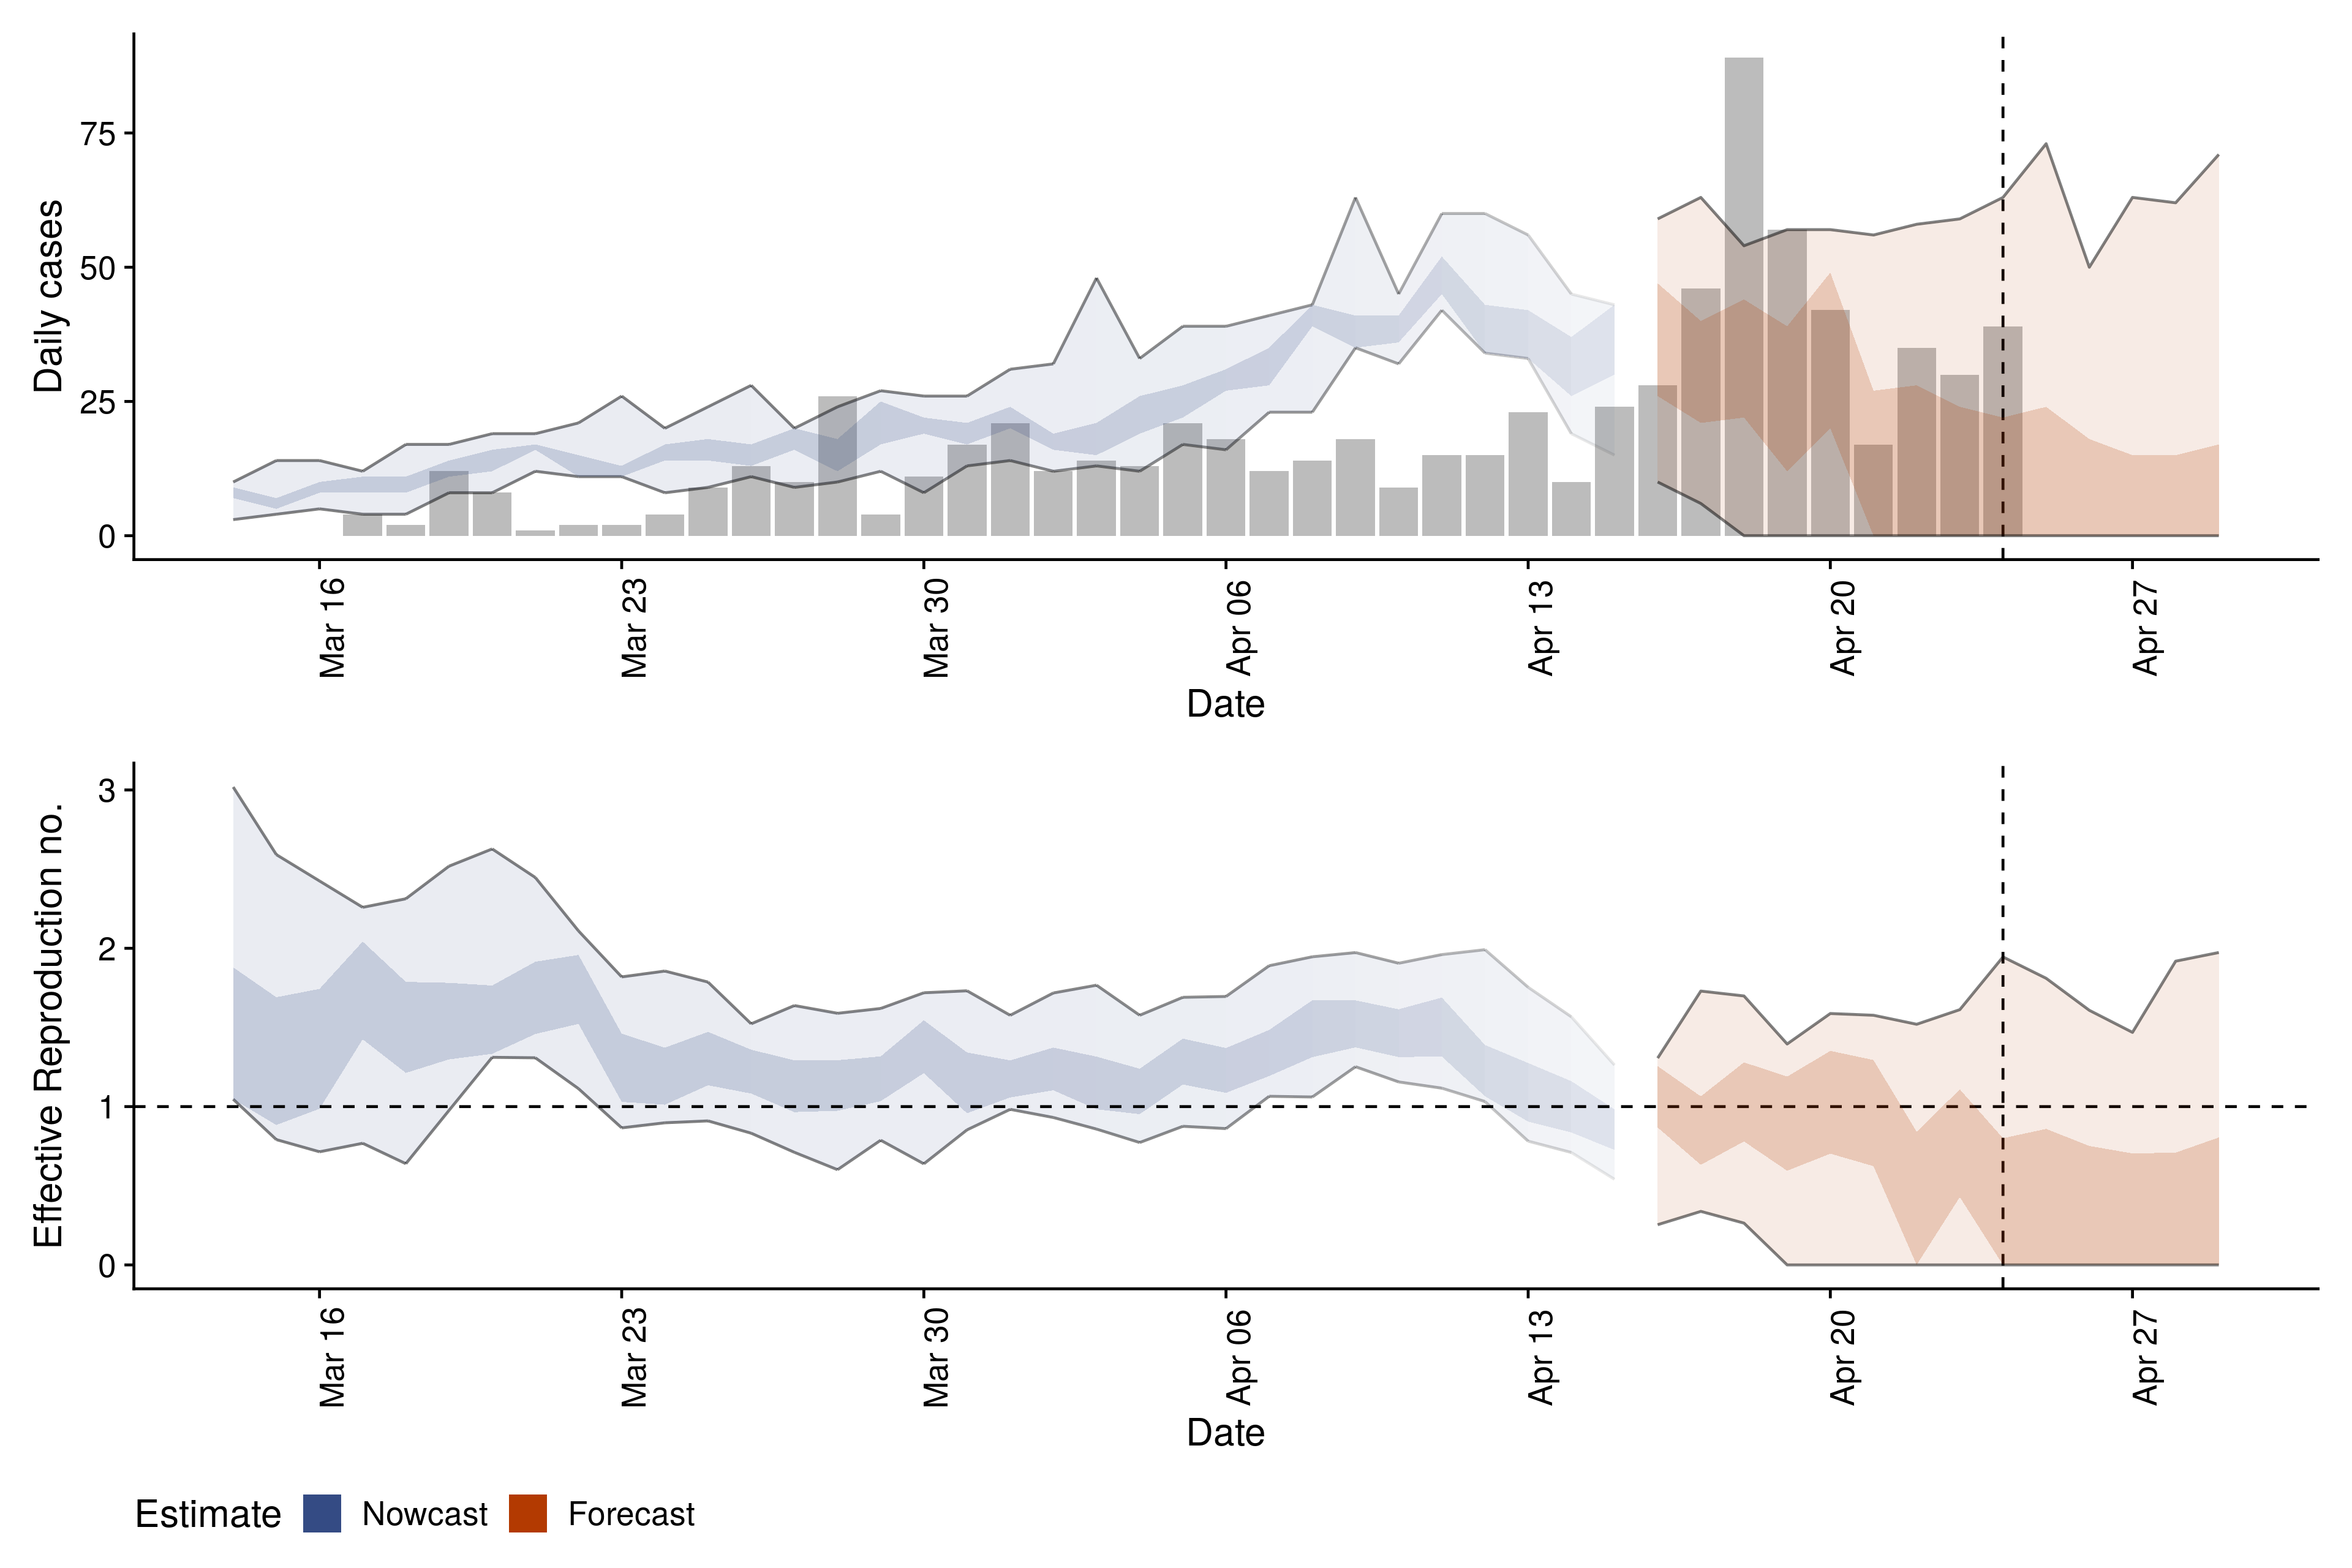 Daily cases
75
50
25
0
Mar 16
Mar 23
Mar 30
Apr 06
Apr 13
Apr 20
Apr 27
Date
Effective Reproduction no.
3
2
1
0
Mar 16
Mar 23
Mar 30
Apr 06
Apr 13
Apr 20
Apr 27
Date
Estimate Nowcast Forecast